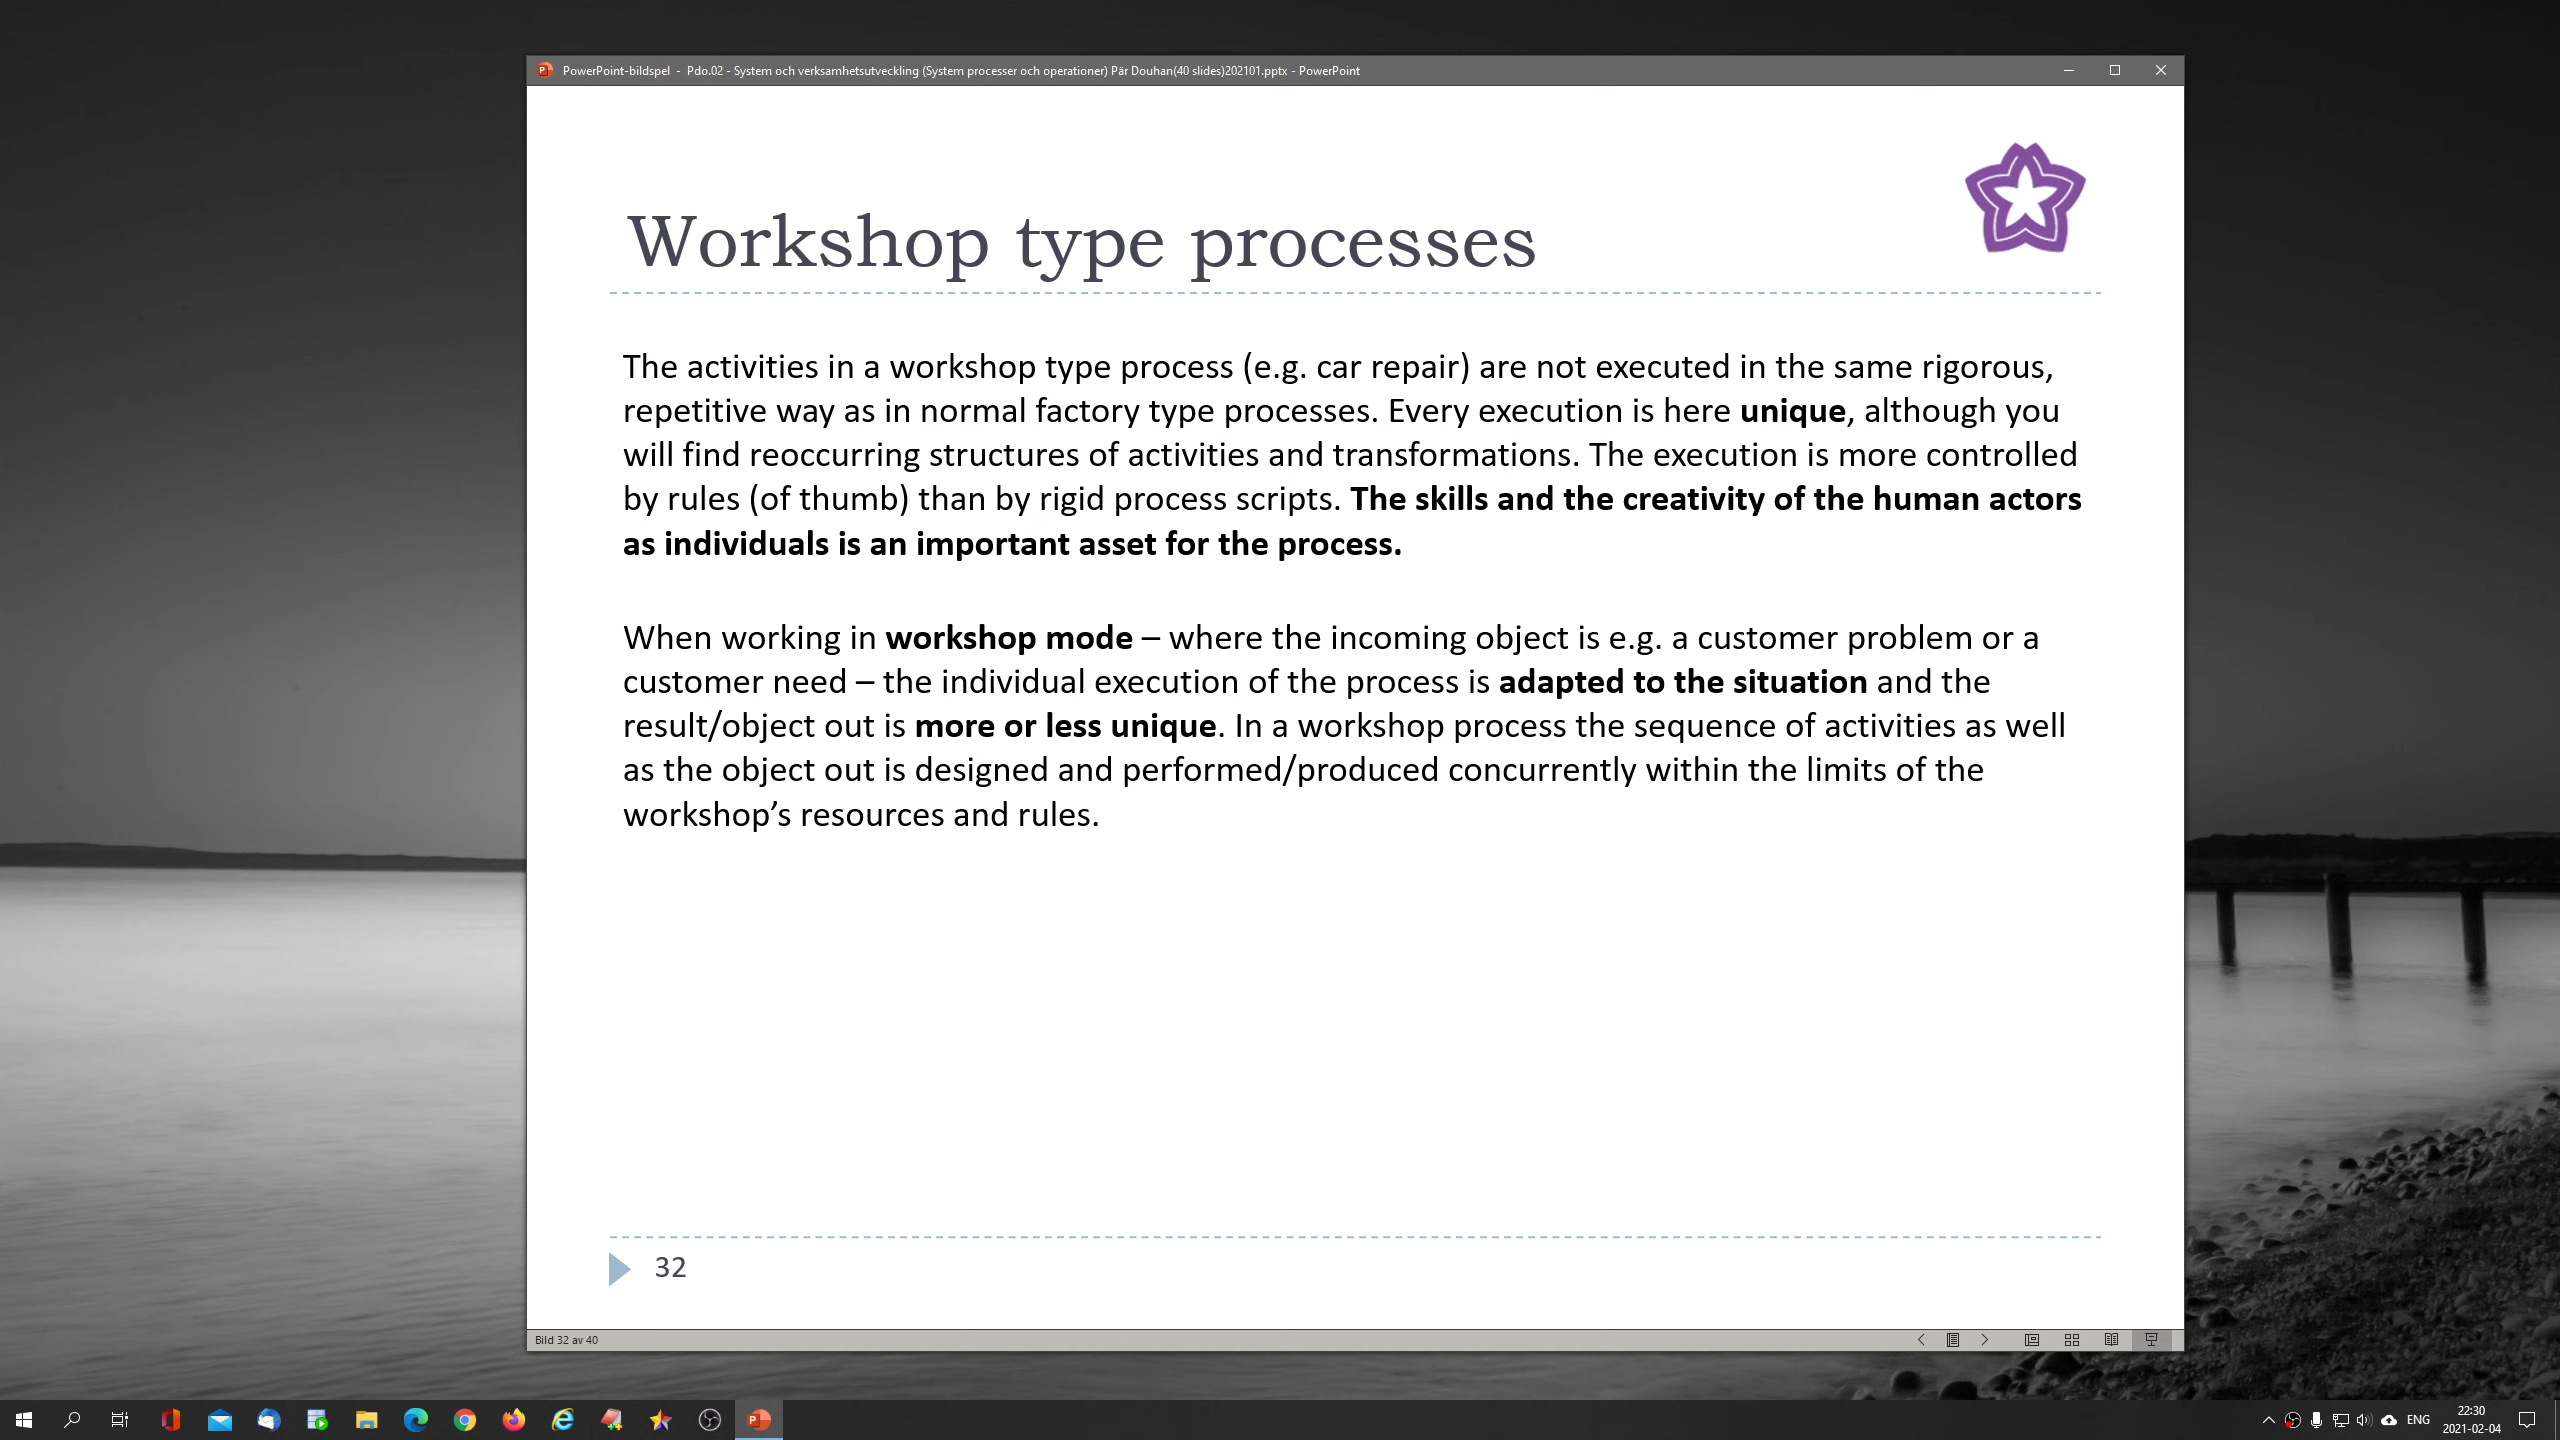 PowerPoint-bildspel - Pdo.02 - System och verksamhetsutveckling (System processer och operationer) Pär Douhan(40 slides)202101.pptx - PowerPoint
Workshop type processes
The activities in a workshop type process (e.g. car repair) are not executed in the same rigorous,
repetitive way as in normal factory type processes. Every execution is here unique, although you
will find reoccurring structures of activities and transformations. The execution is more controlled
by rules (of thumb) than by rigid process scripts. The skills and the creativity of the human actors
as individuals is an important asset for the process.
When working in workshop mode – where the incoming object is e.g. a customer problem or a
customer need – the individual execution of the process is adapted to the situation and the
result/object out is more or less unique. In a workshop process the sequence of activities as well
as the object out is designed and performed/produced concurrently within the limits of the
workshop’s resources and rules.
32
Bild 32 av 40
ENG
22:30
2021-02-04